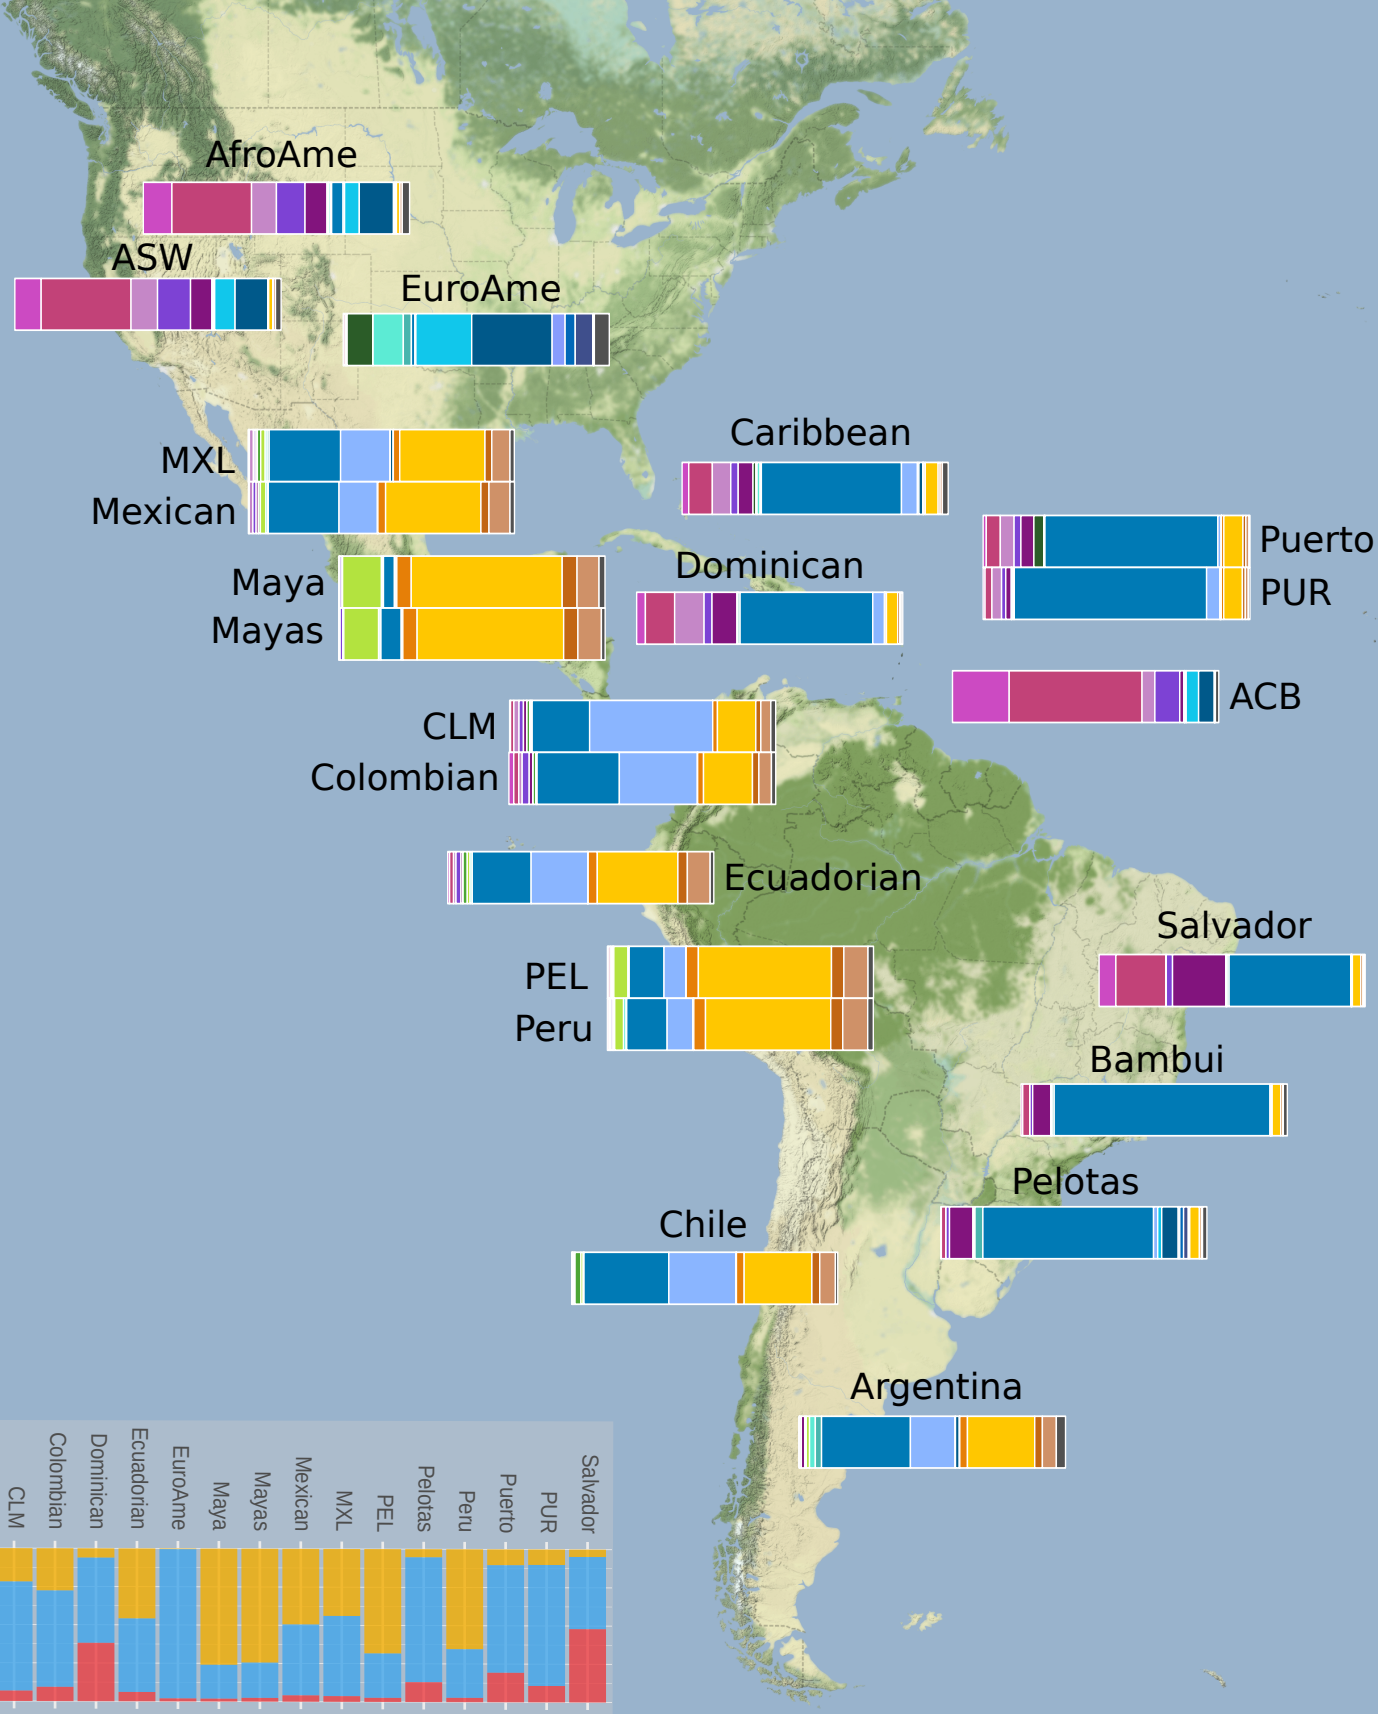 AfroAme
ASW
EuroAme
MXL
Mexican
Caribbean
Puerto
PUR
Dominican
Maya
Mayas
ACB
CLM
Colombian
Ecuadorian
Salvador
PEL
Peru
Bambui
Pelotas
Chile
Argentina
CLM
Colombian
Dominican
Ecuadorian
EuroAme
Maya
Mayas
Mexican
MXL
PEL
Pelotas
Peru
Puerto
PUR
Salvador